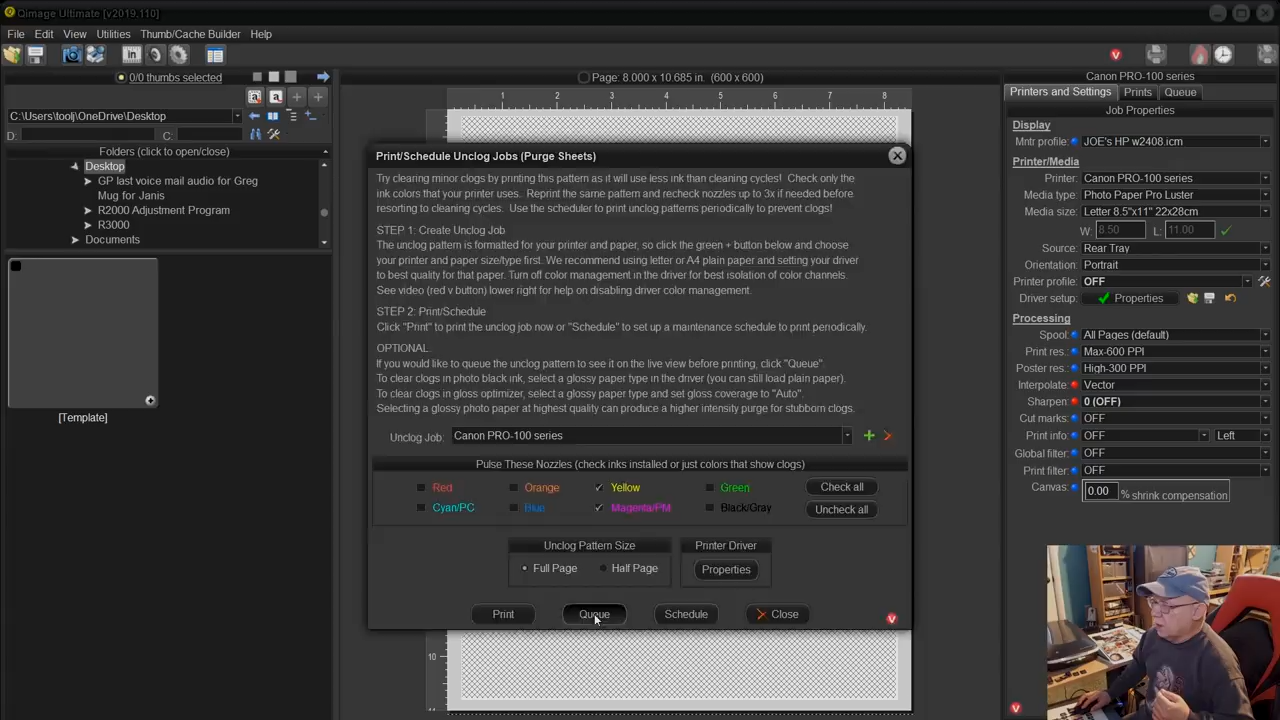 Qimage Ultimate [v2019.110]
File Edit View Utilities Thumb/Cache Builder Help
0/0 thumbs selected
Page: 8.000 x 10.685 in. (600 x 600)
Canon PRO-100 series
Printers and Settings Prints Queue
C:\Users\toolj\OneDrive\Desktop
D: C:
Folders (click to open/close)
Desktop
GP last voice mail audio for Greg
Mug for Janis
R2000 Adjustment Program
R3000
Documents
[Template]
1 2 3 4 5 6 7 8
10
Print/Schedule Unclog Jobs (Purge Sheets)
Try clearing minor clogs by printing this pattern as it will use less ink than cleaning cycles! Check only the
ink colors that your printer uses. Reprint the same pattern and recheck nozzles up to 3x if needed before
resorting to cleaning cycles. Use the scheduler to print unclog patterns periodically to prevent clogs!
STEP 1: Create Unclog Job
The unclog pattern is formatted for your printer and paper, so click the green + button below and choose
your printer and paper size/type first. We recommend using letter or A4 plain paper and setting your driver
to best quality for that paper. Turn off color management in the driver for best isolation of color channels.
See video (red v button) lower right for help on disabling driver color management.
STEP 2: Print/Schedule
Click "Print" to print the unclog job now or "Schedule" to set up a maintenance schedule to print periodically.
OPTIONAL
If you would like to queue the unclog pattern to see it on the live view before printing, click "Queue".
To clear clogs in photo black ink, select a glossy paper type in the driver (you can still load plain paper).
To clear clogs in gloss optimizer, select a glossy paper type and set gloss coverage to "Auto".
Selecting a glossy photo paper at highest quality can produce a higher intensity purge for stubborn clogs.
Unclog Job: Canon PRO-100 series
Pulse These Nozzles (check inks installed or just colors that show clogs)
Red Orange Yellow Green Check all
Cyan/PC Blue Magenta/PM Black/Gray Uncheck all
Unclog Pattern Size Printer Driver
Full Page Half Page Properties
Print Queue Schedule Close
Job Properties
Display
Mntr profile: JOE's HP w2408.icm
Printer/Media
Printer: Canon PRO-100 series
Media type: Photo Paper Pro Luster
Media size: Letter 8.5"x11" 22x28cm
W: 8.50 L: 11.00
Source: Rear Tray
Orientation: Portrait
Printer profile: OFF
Driver setup: Properties
Processing
Spool: All Pages (default)
Print res.: Max-600 PPI
Poster res.: High-300 PPI
Interpolate: Vector
Sharpen: 0 (OFF)
Cut marks: OFF
Print info: OFF Left
Global filter: OFF
Print filter: OFF
Canvas: 0.00 % shrink compensation